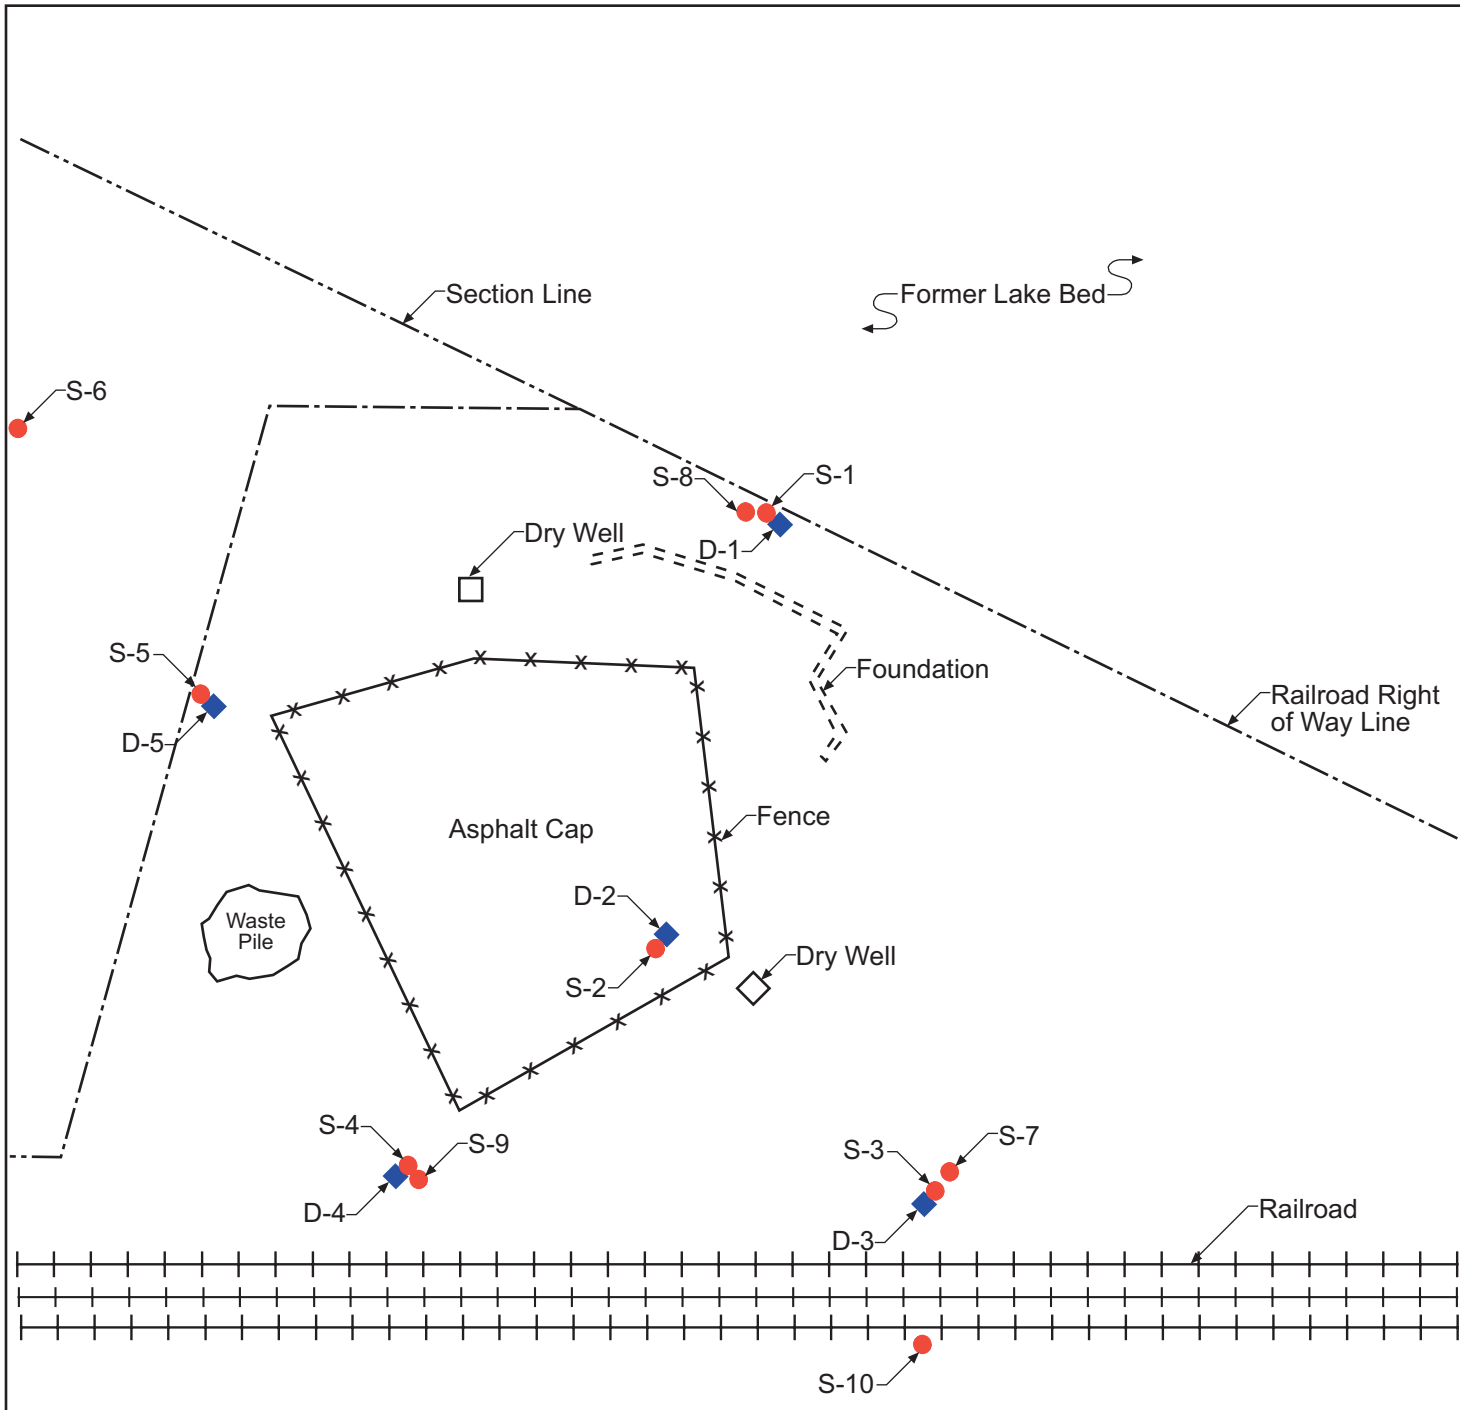 Section Line
Former Lake Bed
S-6
S-8
S-1
Dry Well
D-1
S-5
Foundation
Railroad Right
of Way Line
D-5
Fence
Asphalt Cap
D-2
Waste
Pile
Dry Well
S-2
S-4
S-9
S-7
S-3
D-4
Railroad
D-3
S-10